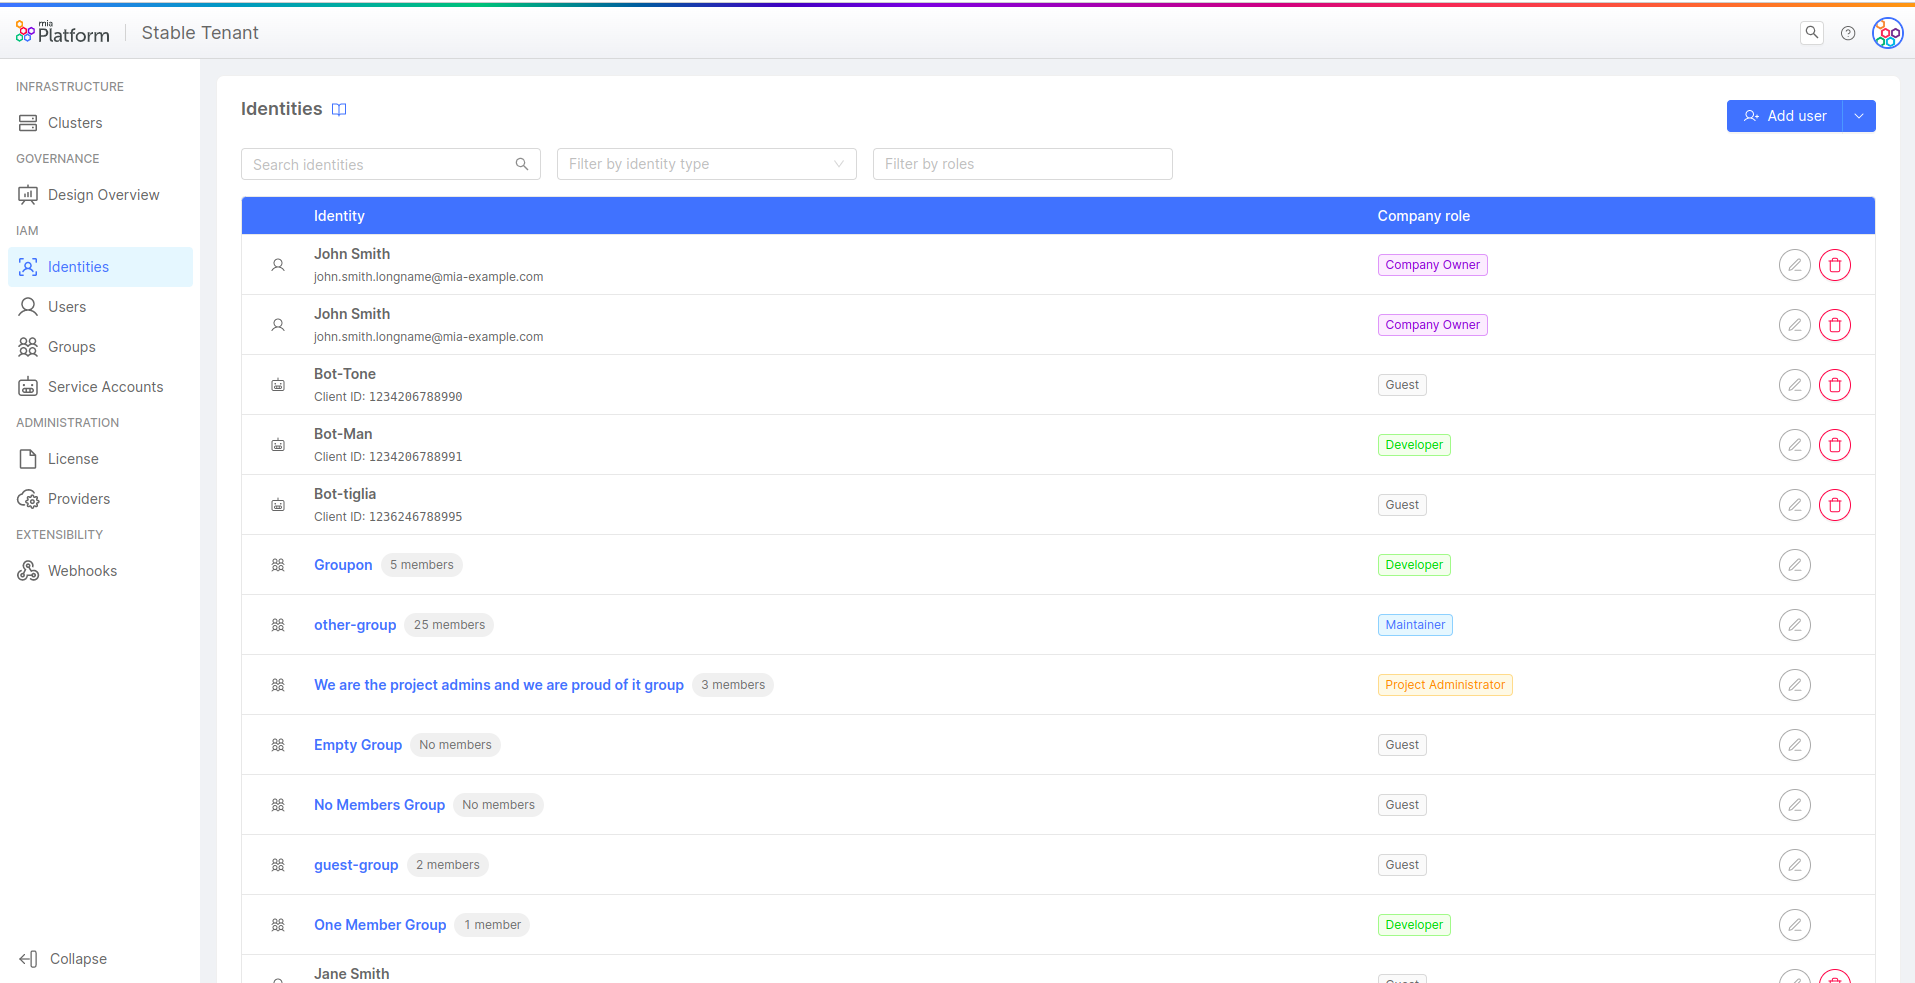 mia
Platform
Stable Tenant
INFRASTRUCTURE
Clusters
GOVERNANCE
Design Overview
IAM
Identities
Users
Groups
Service Accounts
ADMINISTRATION
License
Providers
EXTENSIBILITY
Webhooks
Collapse
Identities
Add user
Search identities
Filter by identity type
Filter by roles
Identity Company role
John Smith
john.smith.longname@mia-example.com
Company Owner
John Smith
john.smith.longname@mia-example.com
Company Owner
Bot-Tone
Client ID: 1234206788990
Guest
Bot-Man
Client ID: 1234206788991
Developer
Bot-tiglia
Client ID: 1236246788995
Guest
Groupon 5 members Developer
other-group 25 members Maintainer
We are the project admins and we are proud of it group 3 members Project Administrator
Empty Group No members Guest
No Members Group No members Guest
guest-group 2 members Guest
One Member Group 1 member Developer
Jane Smith
Guest